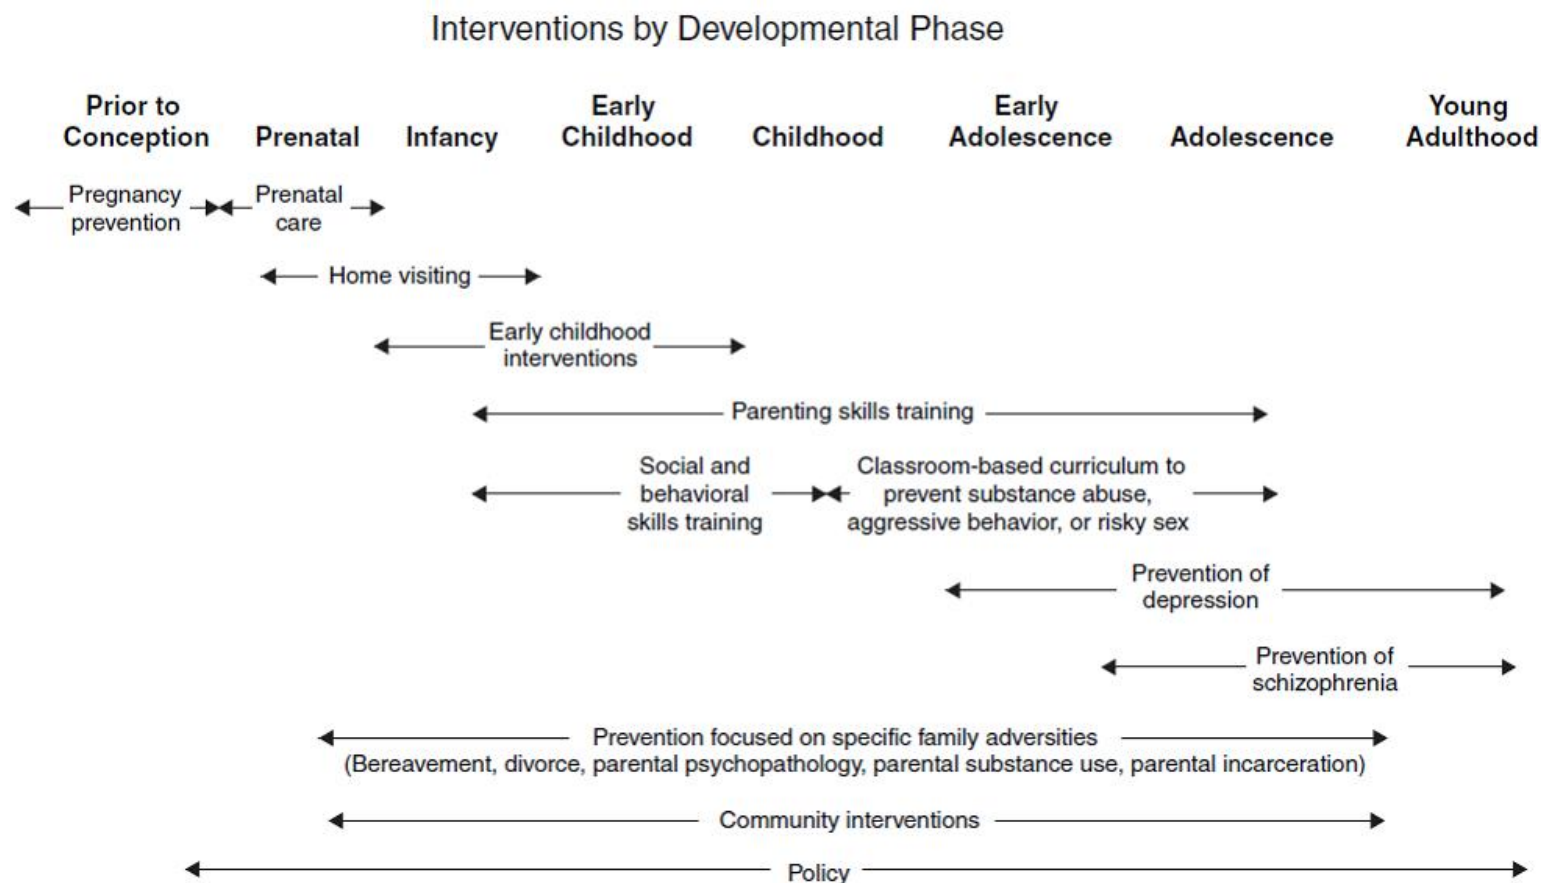 Interventions by Developmental Phase
Prior to
Conception
Prenatal
Infancy
Early
Childhood
Childhood
Early
Adolescence
Adolescence
Young
Adulthood
Pregnancy
prevention
Prenatal
care
Home visiting
Early childhood
interventions
Parenting skills training
Social and
behavioral
skills training
Classroom-based curriculum to
prevent substance abuse,
aggressive behavior, or risky sex
Prevention of
depression
Prevention of
schizophrenia
Prevention focused on specific family adversities
(Bereavement, divorce, parental psychopathology, parental substance use, parental incarceration)
Community interventions
Policy